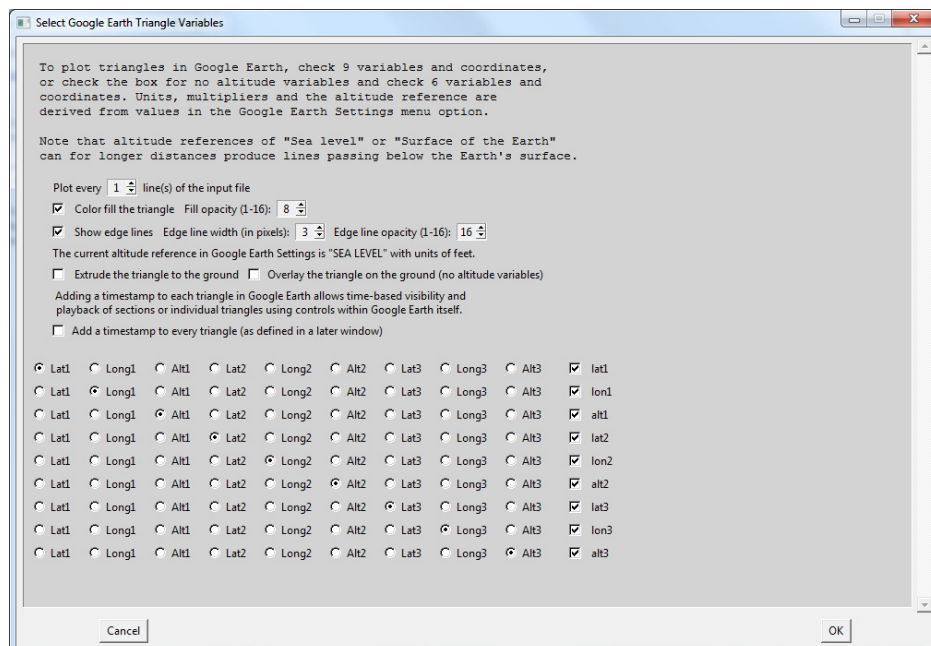 Select Google Earth Triangle Variables
To plot triangles in Google Earth, check 9 variables and coordinates,
or check the box for no altitude variables and check 6 variables and
coordinates. Units, multipliers and the altitude reference are
derived from values in the Google Earth Settings menu option.
Note that altitude references of "Sea level" or "Surface of the Earth"
can for longer distances produce lines passing below the Earth's surface.
Plot every 1 line(s) of the input file
Color fill the triangle Fill opacity (1-16): 8
Show edge lines Edge line width (in pixels): 3 Edge line opacity (1-16): 16
The current altitude reference in Google Earth Settings is "SEA LEVEL" with units of feet.
Extrude the triangle to the ground Overlay the triangle on the ground (no altitude variables)
Adding a timestamp to each triangle in Google Earth allows time-based visibility and
playback of sections or individual triangles using controls within Google Earth itself.
Add a timestamp to every triangle (as defined in a later window)
Lat1 Long1 Alt1 Lat2 Long2 Alt2 Lat3 Long3 Alt3 lat1
Lat1 Long1 Alt1 Lat2 Long2 Alt2 Lat3 Long3 Alt3 lon1
Lat1 Long1 Alt1 Lat2 Long2 Alt2 Lat3 Long3 Alt3 alt1
Lat1 Long1 Alt1 Lat2 Long2 Alt2 Lat3 Long3 Alt3 lat2
Lat1 Long1 Alt1 Lat2 Long2 Alt2 Lat3 Long3 Alt3 lon2
Lat1 Long1 Alt1 Lat2 Long2 Alt2 Lat3 Long3 Alt3 alt2
Lat1 Long1 Alt1 Lat2 Long2 Alt2 Lat3 Long3 Alt3 lat3
Lat1 Long1 Alt1 Lat2 Long2 Alt2 Lat3 Long3 Alt3 lon3
Lat1 Long1 Alt1 Lat2 Long2 Alt2 Lat3 Long3 Alt3 alt3
Cancel OK